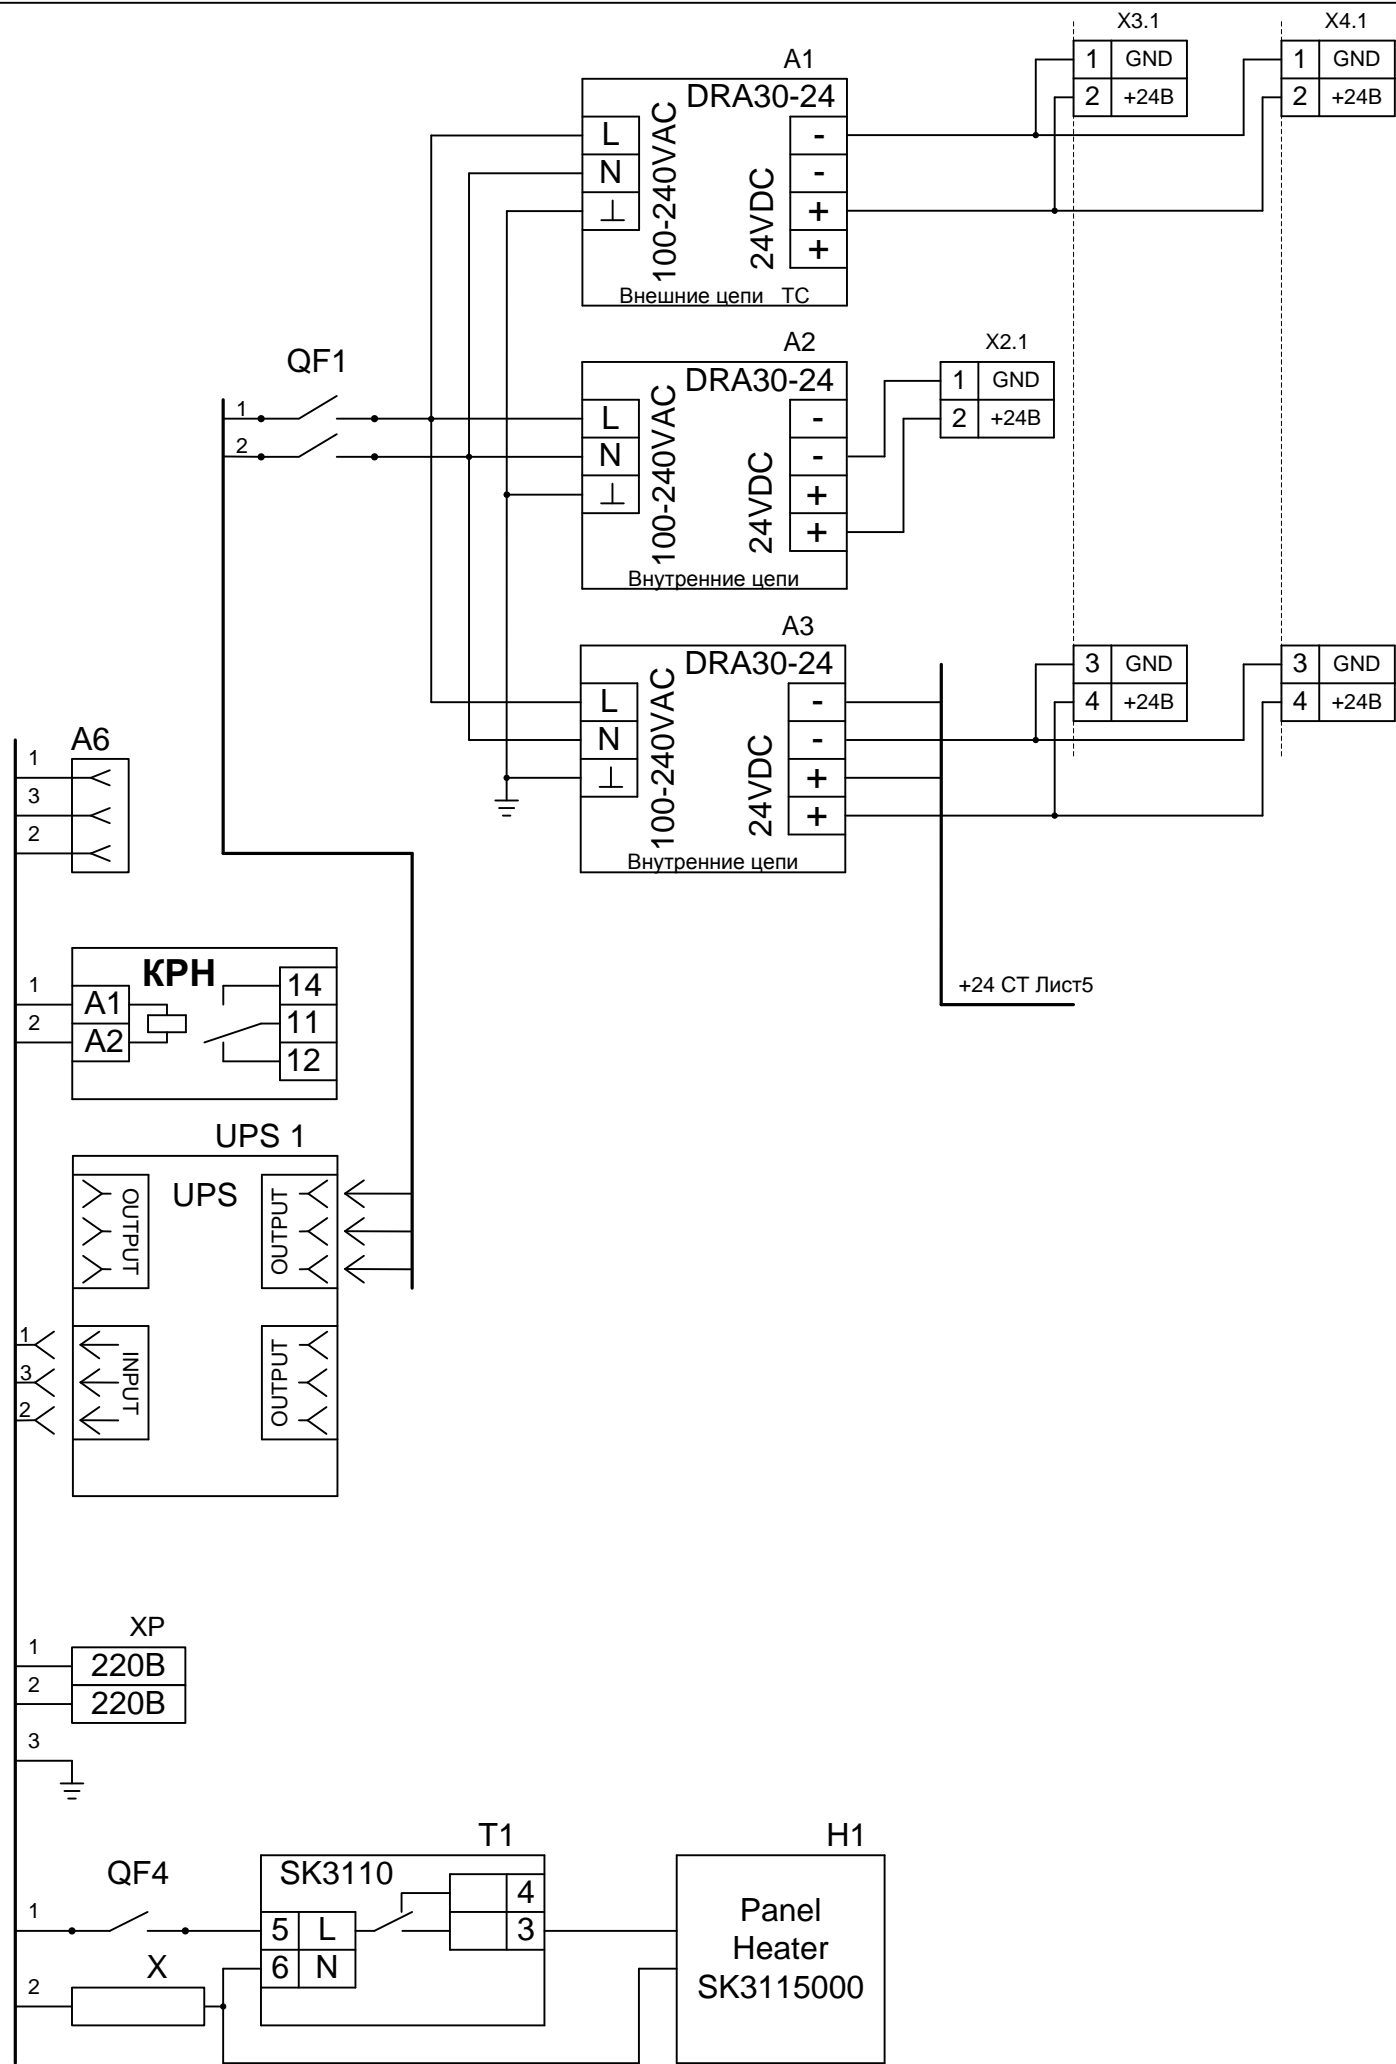 X3.1
X4.1
1 GND
2 +24В
1 GND
2 +24В
A1
DRA30-24
L
N
⊥
100-240VAC
24VDC
-
-
+
+
Внешние цепи ТС
QF1
1
2
A2
DRA30-24
L
N
⊥
100-240VAC
24VDC
-
-
+
+
Внутренние цепи
X2.1
1 GND
2 +24В
A3
DRA30-24
L
N
⊥
100-240VAC
24VDC
-
-
+
+
Внутренние цепи
3 GND
4 +24В
3 GND
4 +24В
+24 СТ Лист5
A6
1
3
2
КРН
1
2
A1
A2
14
11
12
UPS 1
UPS
OUTPUT
OUTPUT
1
3
2
INPUT
OUTPUT
XP
1
220В
2
220В
3
QF4
1
T1
SK3110
4
3
5 L
6 N
X
2
H1
Panel
Heater
SK3115000